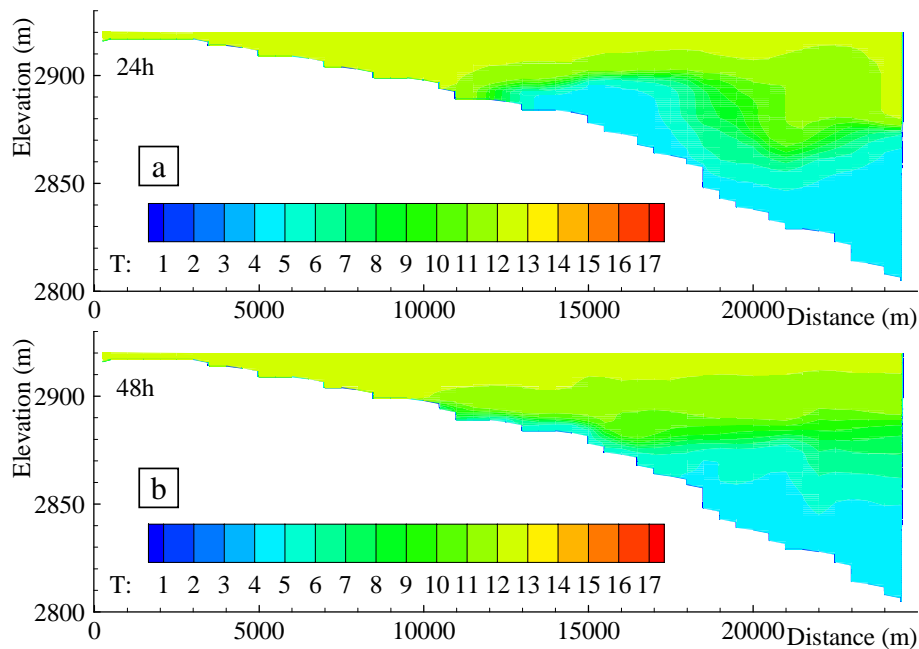 Elevation (m)
2900
24h
2850
a
T: 1 2 3 4 5 6 7 8 9 10 11 12 13 14 15 16 17
2800
0 5000 10000 15000 20000 Distance (m)
Elevation (m)
2900
48h
2850
b
T: 1 2 3 4 5 6 7 8 9 10 11 12 13 14 15 16 17
2800
0 5000 10000 15000 20000 Distance (m)